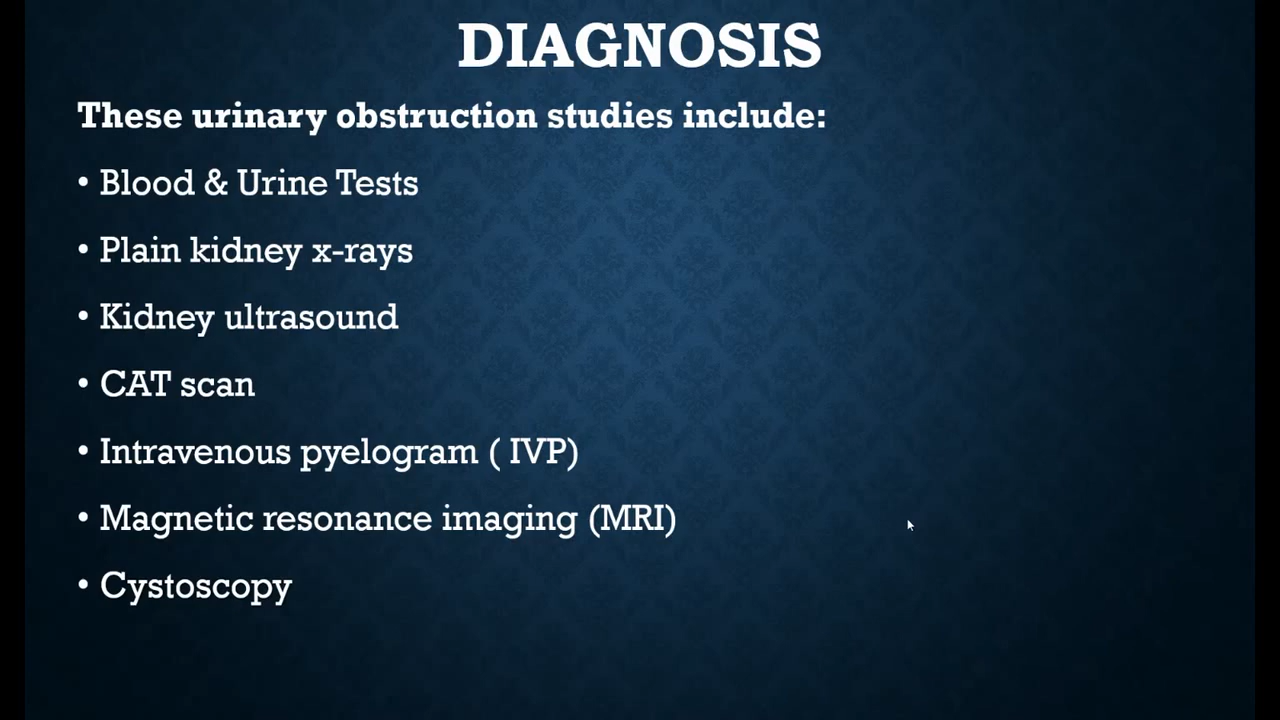 DIAGNOSIS
These urinary obstruction studies include:
• Blood & Urine Tests
• Plain kidney x-rays
• Kidney ultrasound
• CAT scan
• Intravenous pyelogram ( IVP)
• Magnetic resonance imaging (MRI)
• Cystoscopy